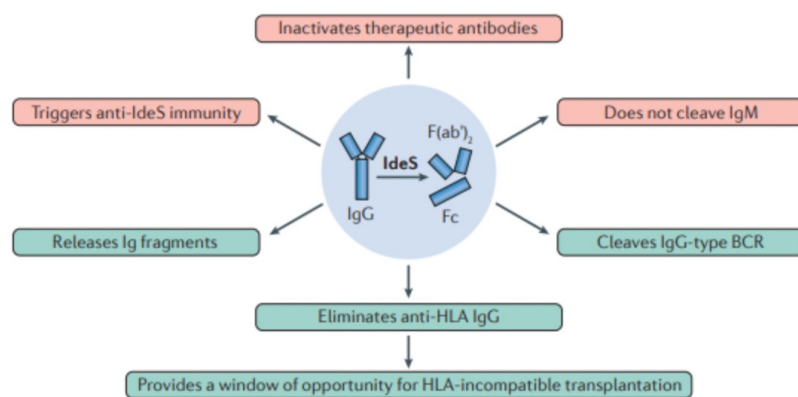 Inactivates therapeutic antibodies
Triggers anti-IdeS immunity
Does not cleave IgM
F(ab')₂
IdeS
IgG
Fc
Releases Ig fragments
Cleaves IgG-type BCR
Eliminates anti-HLA IgG
Provides a window of opportunity for HLA-incompatible transplantation